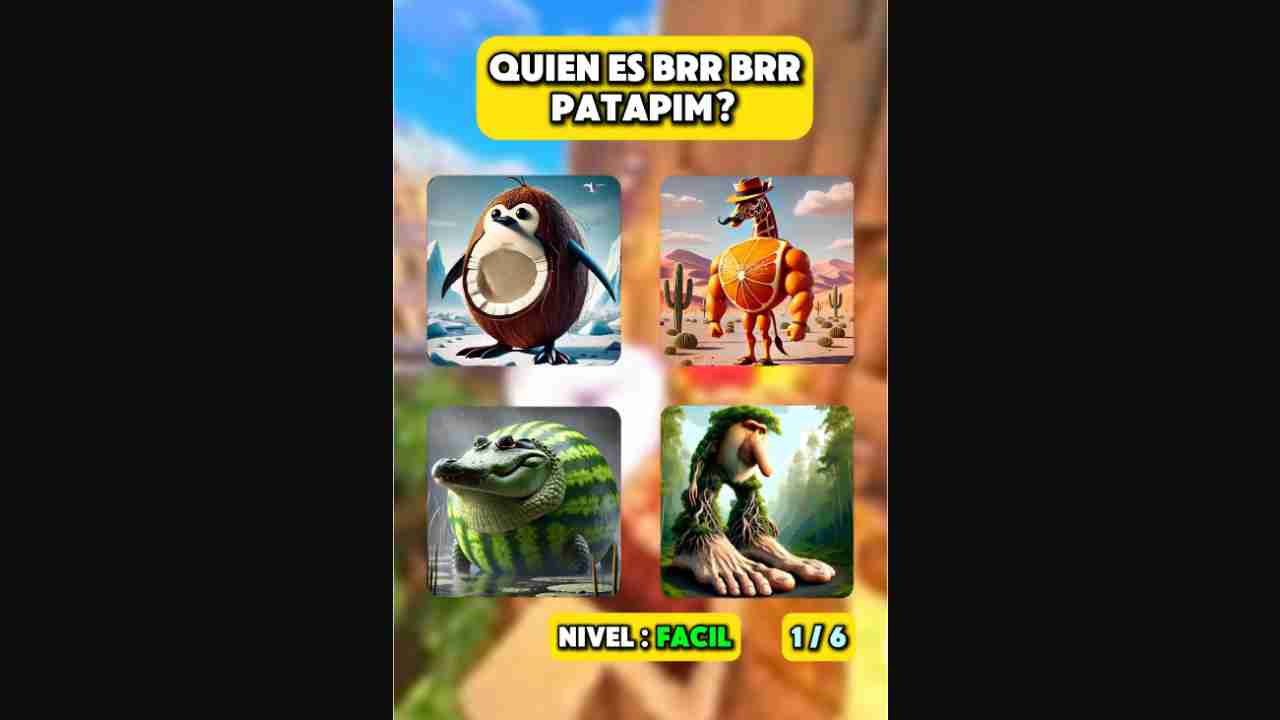 QUIEN ES BRR BRR
PATAPIM?
NIVEL : FACIL
1 / 6